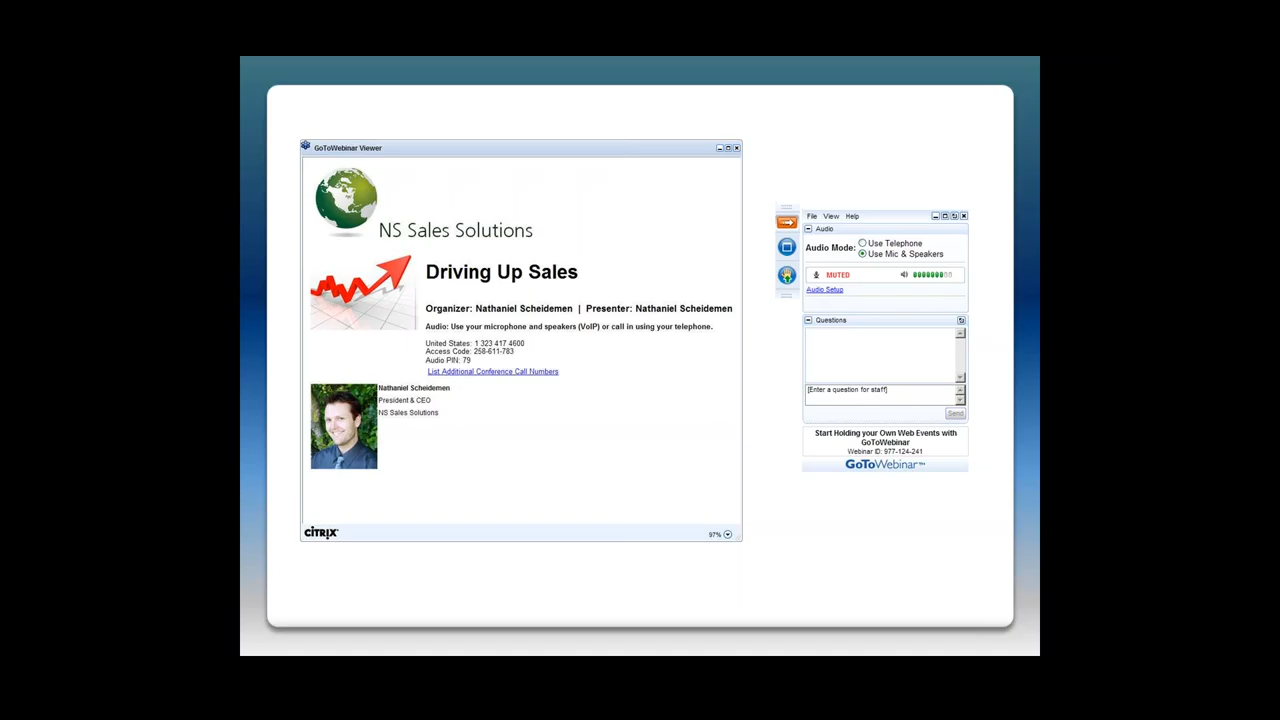 GoToWebinar Viewer
NS Sales Solutions
Driving Up Sales
Organizer: Nathaniel Scheidemen | Presenter: Nathaniel Scheidemen
Audio: Use your microphone and speakers (VoIP) or call in using your telephone.
United States: 1 323 417 4600
Access Code: 258-611-783
Audio PIN: 79
List Additional Conference Call Numbers
Nathaniel Scheidemen
President & CEO
NS Sales Solutions
CITRIX
97%
File View Help
Audio
Audio Mode:
Use Telephone
Use Mic & Speakers
MUTED
Audio Setup
Questions
[Enter a question for staff]
Send
Start Holding your Own Web Events with
GoToWebinar
Webinar ID: 977-124-241
GoToWebinar™